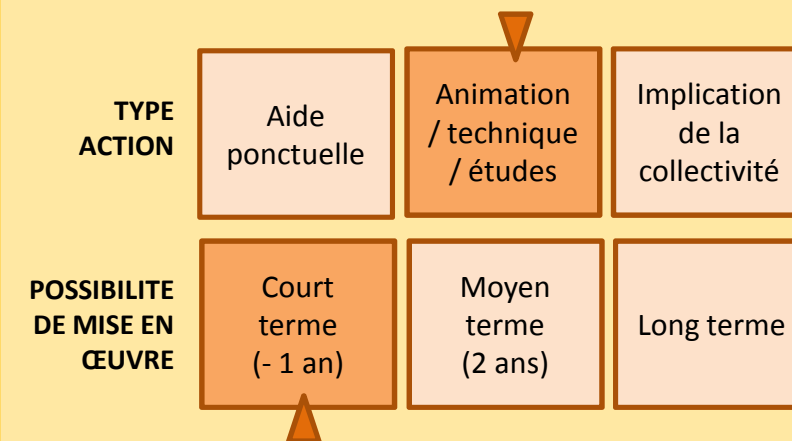 TYPE
ACTION
Aide
ponctuelle
Animation
/ technique
/ études
Implication
de la
collectivité
POSSIBILITE
DE MISE EN
ŒUVRE
Court
terme
(- 1 an)
Moyen
terme
(2 ans)
Long terme